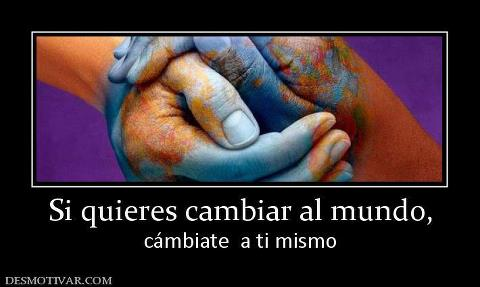 Si quieres cambiar al mundo,
cámbiate a ti mismo
DESMOTIVAR.COM